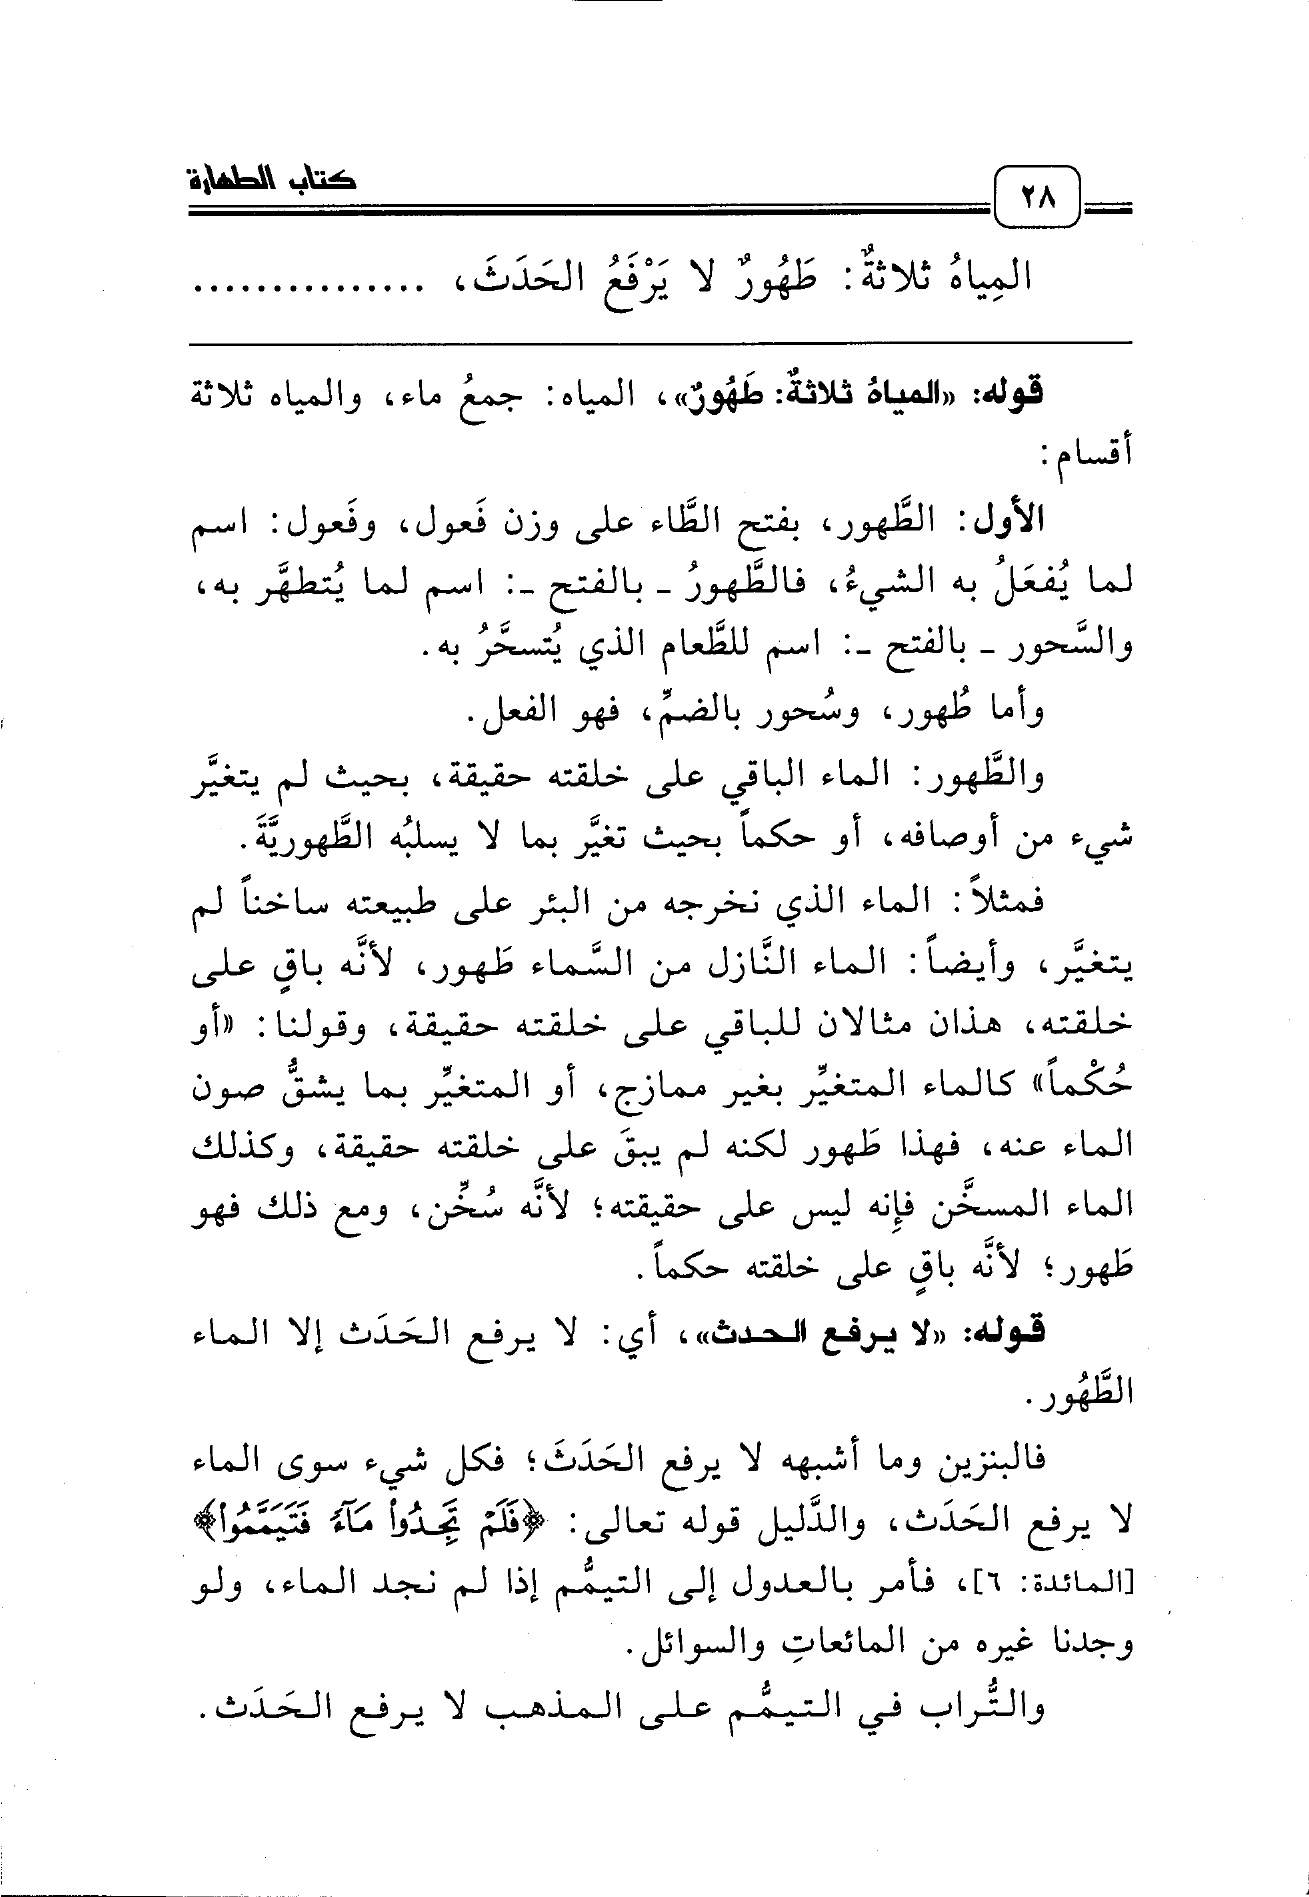 ٢٨
كتاب الطهارة
المِياهُ ثلاثةٌ: طَهُورٌ لا يَرْفَعُ الحَدَثَ، ...............
قوله: «المياهُ ثلاثةٌ: طَهُورٌ»، المياه: جمعُ ماء، والمياه ثلاثة
أقسام:
الأول: الطَّهور، بفتح الطَّاء على وزن فَعول، وفَعول: اسم
لما يُفعَلُ به الشيءُ، فالطَّهورُ ـ بالفتح ـ: اسم لما يُتطهَّر به،
والسَّحور ـ بالفتح ـ: اسم للطَّعام الذي يُتسحَّرُ به.
وأما طُهور، وسُحور بالضمِّ، فهو الفعل.
والطَّهور: الماء الباقي على خلقته حقيقة، بحيث لم يتغيَّر
شيء من أوصافه، أو حكماً بحيث تغيَّر بما لا يسلبُه الطَّهوريَّةَ.
فمثلاً: الماء الذي نخرجه من البئر على طبيعته ساخناً لم
يتغيَّر، وأيضاً: الماء النَّازل من السَّماء طَهور، لأنَّه باقٍ على
خلقته، هذان مثالان للباقي على خلقته حقيقة، وقولنا: «أو
حُكْماً» كالماء المتغيِّر بغير ممازج، أو المتغيِّر بما يشقُّ صون
الماء عنه، فهذا طَهور لكنه لم يبقَ على خلقته حقيقة، وكذلك
الماء المسخَّن فإنه ليس على حقيقته؛ لأنَّه سُخِّن، ومع ذلك فهو
طَهور؛ لأنَّه باقٍ على خلقته حكماً.
قوله: «لا يرفع الحدث»، أي: لا يرفع الحَدَث إلا الماء
الطَّهُور.
فالبنزين وما أشبهه لا يرفع الحَدَثَ؛ فكل شيء سوى الماء
لا يرفع الحَدَث، والدَّليل قوله تعالى: ﴿فَلَمْ تَجِدُواْ مَآءً فَتَيَمَّمُواْ﴾
[المائدة: ٦]، فأمر بالعدول إلى التيمُّم إذا لم نجد الماء، ولو
وجدنا غيره من المائعاتِ والسوائل.
والتُّراب في التيمُّم على المذهب لا يرفع الحَدَث.